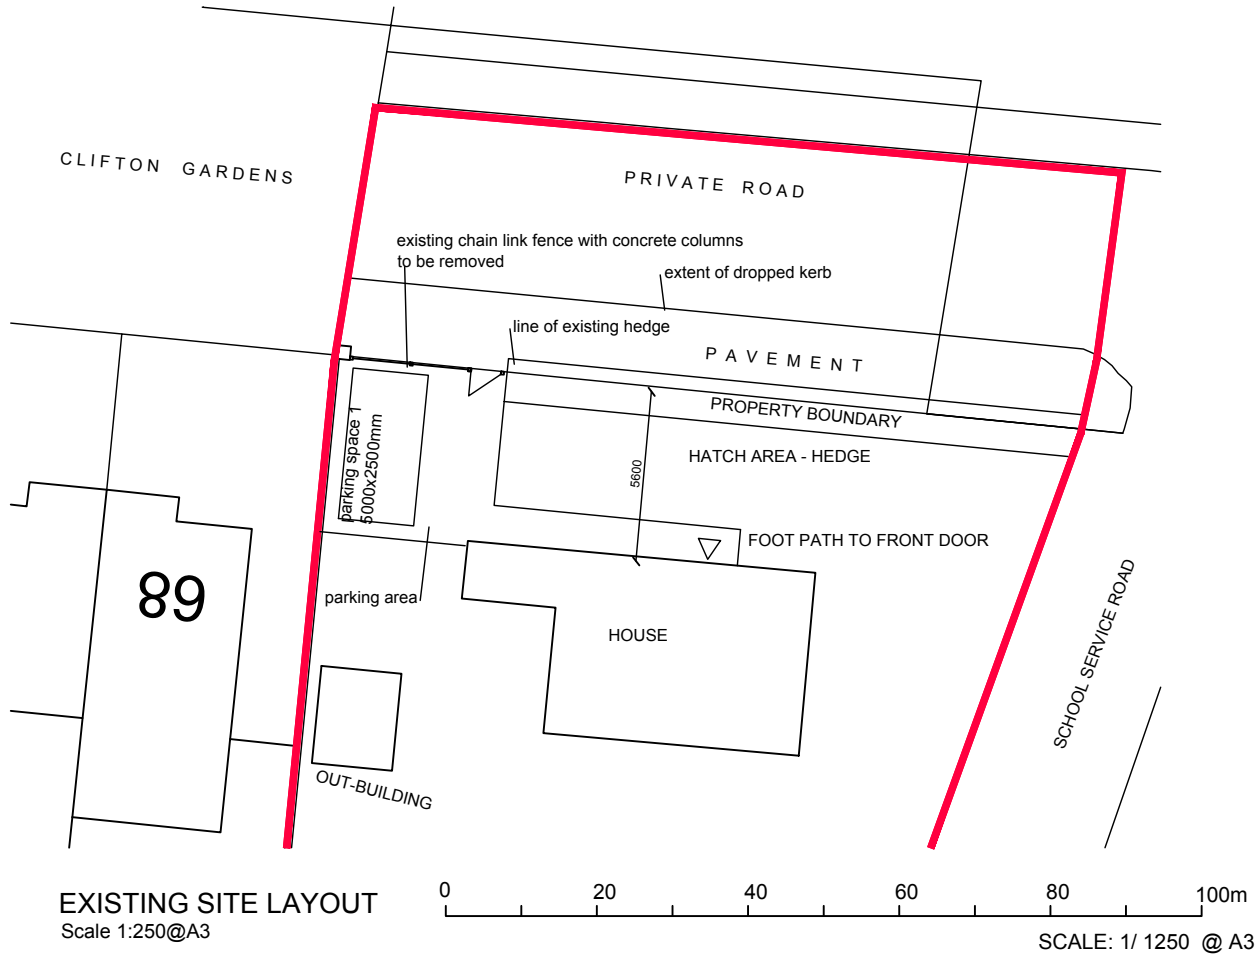 CLIFTON GARDENS
PRIVATE ROAD
existing chain link fence with concrete columns
to be removed
extent of dropped kerb
line of existing hedge
PAVEMENT
PROPERTY BOUNDARY
parking space 1
5000x2500mm
HATCH AREA - HEDGE
5600
FOOT PATH TO FRONT DOOR
89
parking area
HOUSE
SCHOOL SERVICE ROAD
OUT-BUILDING
EXISTING SITE LAYOUT
Scale 1:250@A3
0 20 40 60 80 100m
SCALE: 1/ 1250 @ A3